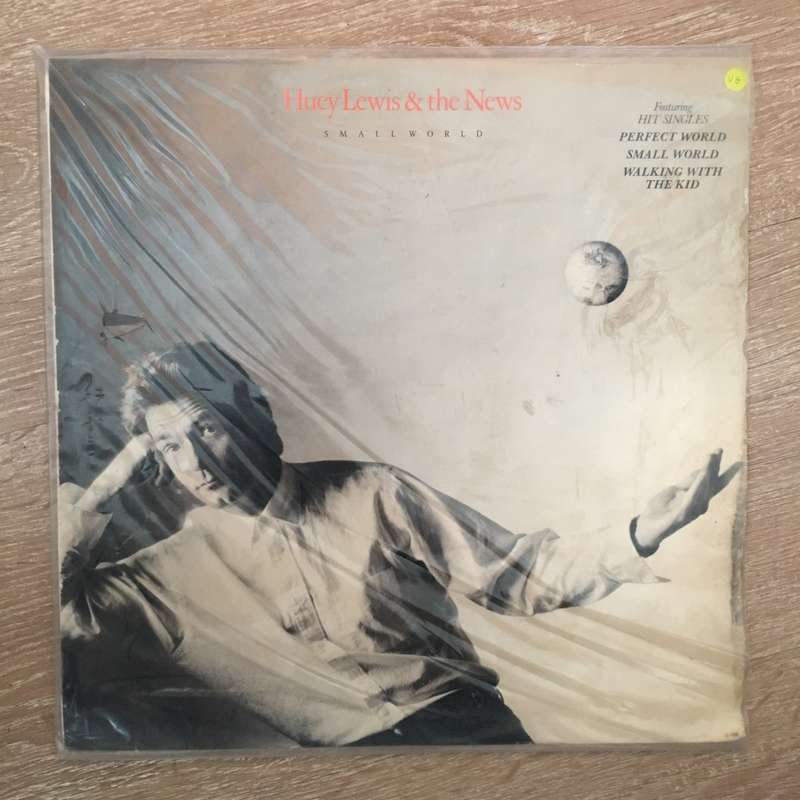 Huey Lewis & the News
SMALL WORLD
Featuring
HIT SINGLES
PERFECT WORLD
SMALL WORLD
WALKING WITH
THE KID